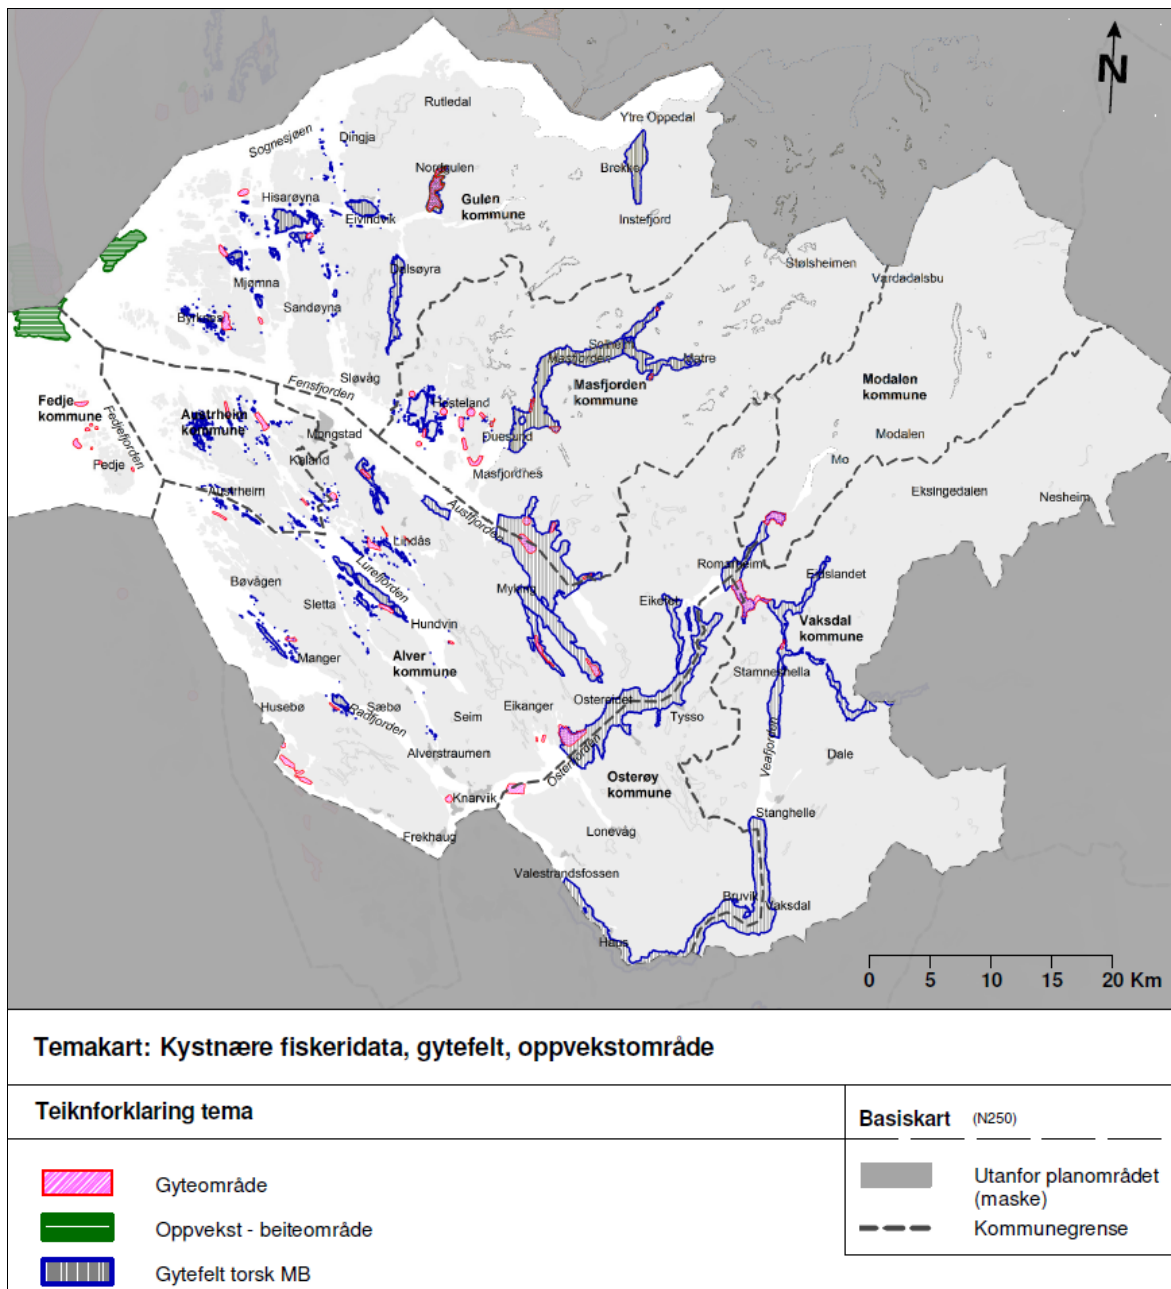 N
Rutledal
Ytre Oppedal
Sognesjøen
Dingja
Nordgulen
Brekke
Hisarøyna
Gulen
kommune
Eivindvik
Instefjord
Dalsøyra
Stølsheimen
Vardadalsbu
Mjømna
Sandøyna
Byrknes
Solheim
Masfjorden
Matre
Sløvåg
Fensfjorden
Masfjorden
kommune
Modalen
kommune
Fedje
kommune
Fedjefjorden
Austrheim
kommune
Hosteland
Mongstad
Duesund
Modalen
Fedje
Kaland
Masfjordnes
Mo
Austrheim
Eksingedalen
Nesheim
Austfjorden
Lindås
Lurefjorden
Romarheim
Eidslandet
Bøvågen
Myking
Sletta
Eikefet
Hundvin
Vaksdal
kommune
Manger
Alver
kommune
Stamneshella
Husebø
Sæbø
Radfjorden
Seim
Eikanger
Ostereidet
Tysso
Veafjorden
Alverstraumen
Osterfjorden
Dale
Osterøy
kommune
Knarvik
Stanghelle
Frekhaug
Lonevåg
Valestrandsfossen
Bruvik
Vaksdal
Haus
0 5 10 15 20 Km
Temakart: Kystnære fiskeridata, gytefelt, oppvekstområde
Teiknforklaring tema
Gyteområde
Oppvekst - beiteområde
Gytefelt torsk MB
Basiskart (N250)
Utanfor planområdet
(maske)
Kommunegrense